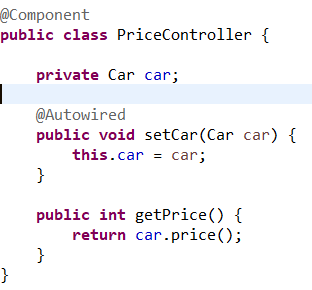 @Component
public class PriceController {
private Car car;
@Autowired
public void setCar(Car car) {
this.car = car;
}
public int getPrice() {
return car.price();
}
}